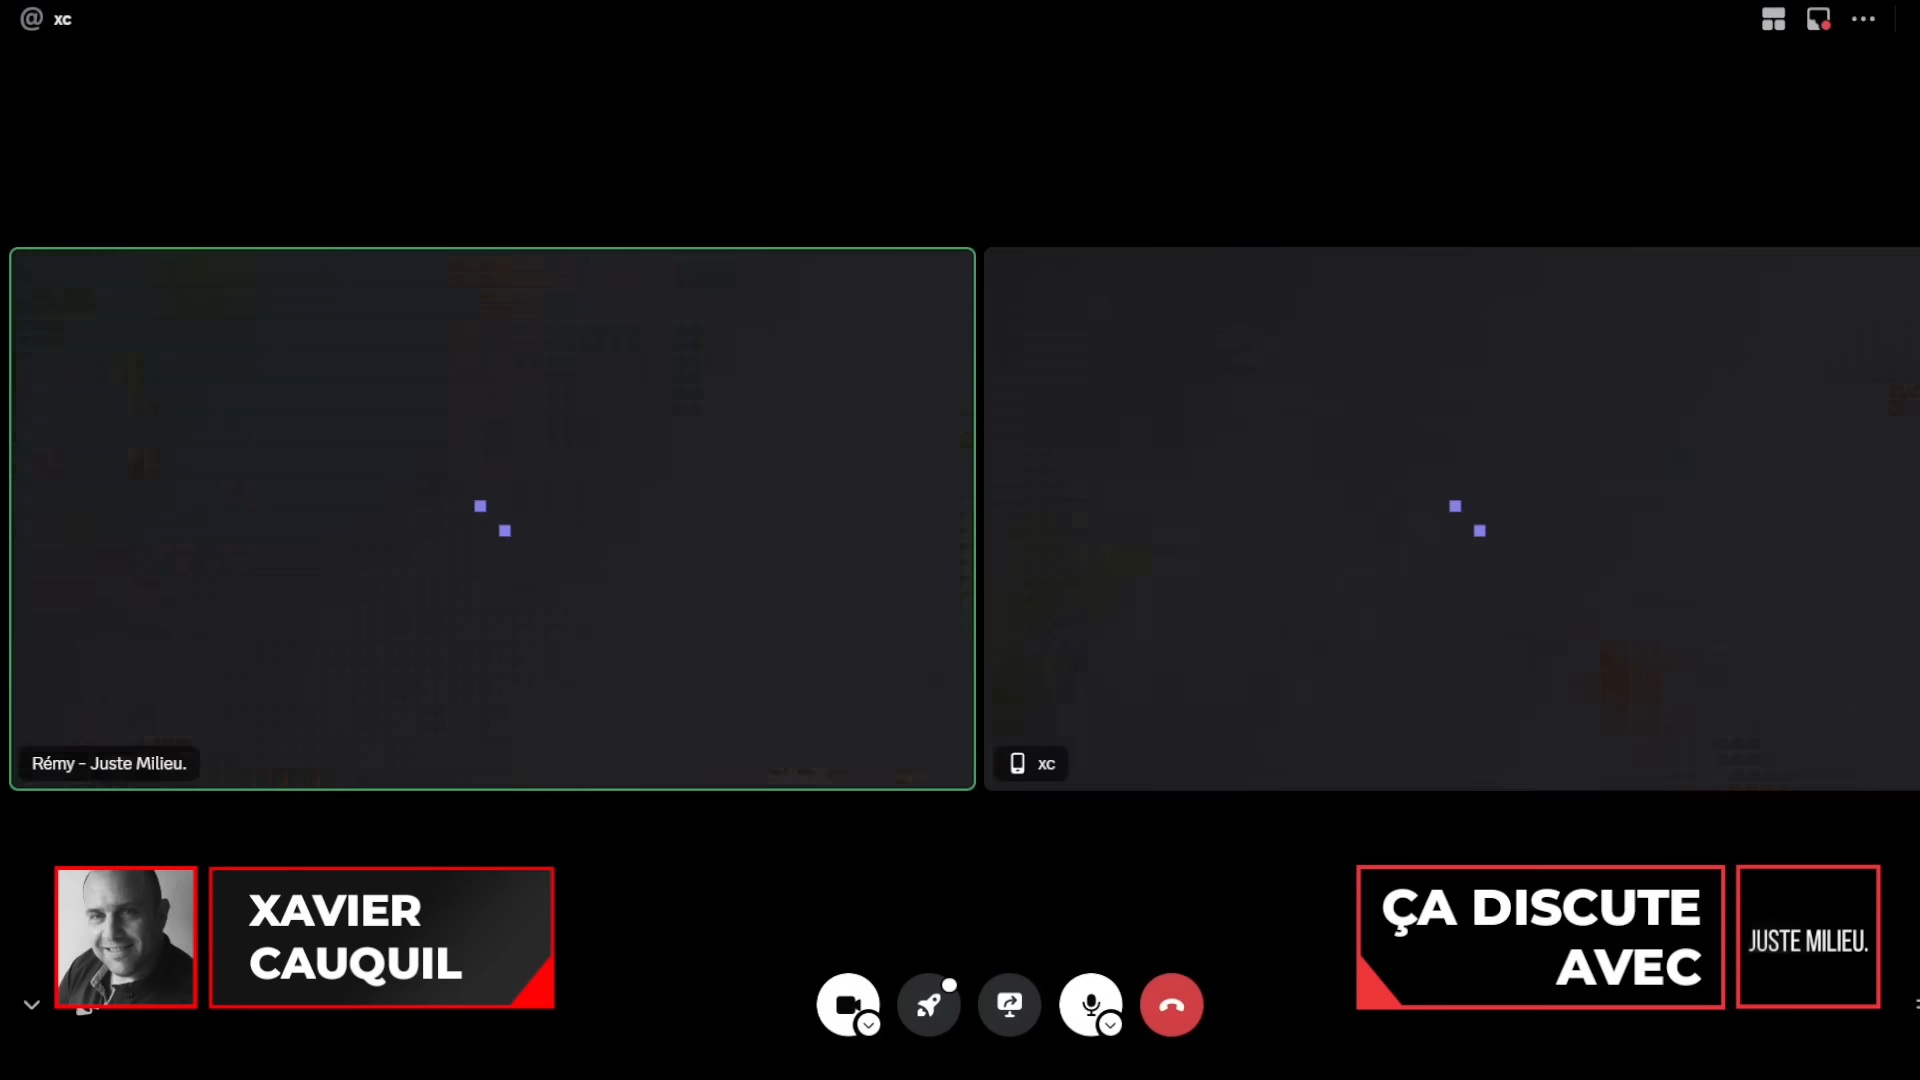 @ xc
Rémy - Juste Milieu.
xc
XAVIER
CAUQUIL
ÇA DISCUTE
AVEC
JUSTE MILIEU.